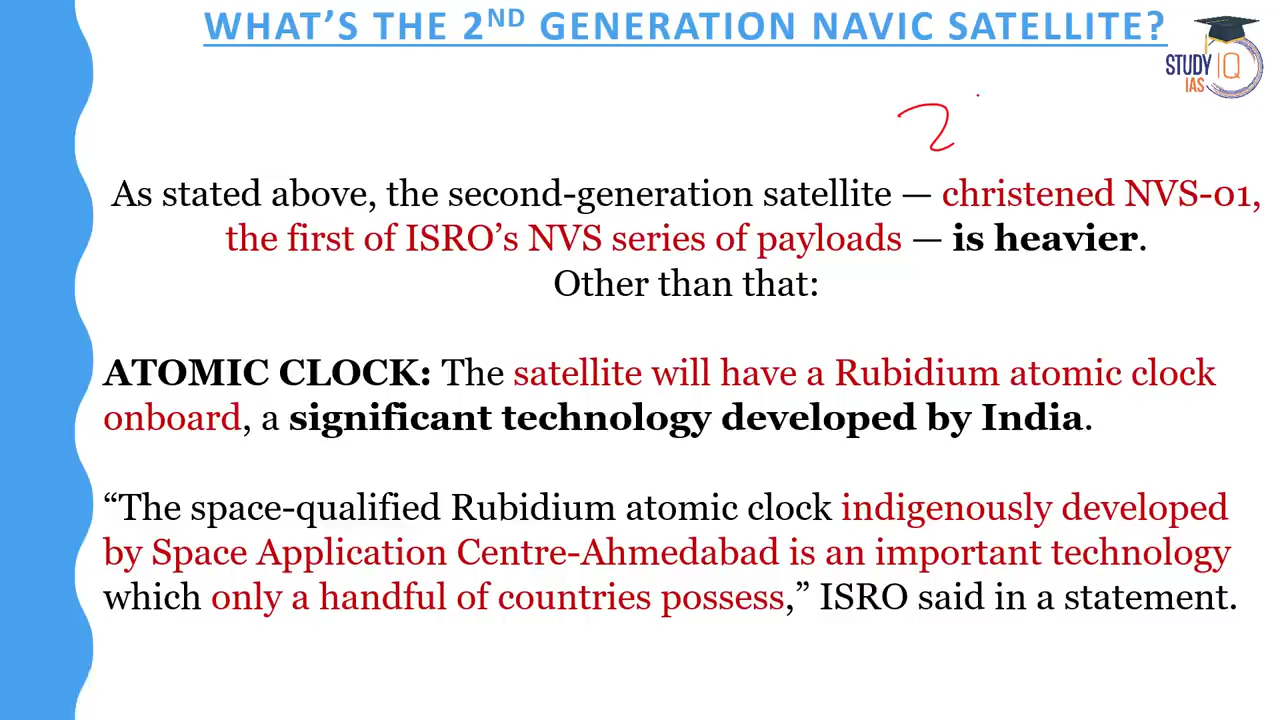 WHAT'S THE 2ND GENERATION NAVIC SATELLITE?
STUDY IQ
IAS
2
As stated above, the second-generation satellite — christened NVS-01,
the first of ISRO’s NVS series of payloads — is heavier.
Other than that:
ATOMIC CLOCK: The satellite will have a Rubidium atomic clock
onboard, a significant technology developed by India.
“The space-qualified Rubidium atomic clock indigenously developed
by Space Application Centre-Ahmedabad is an important technology
which only a handful of countries possess,” ISRO said in a statement.